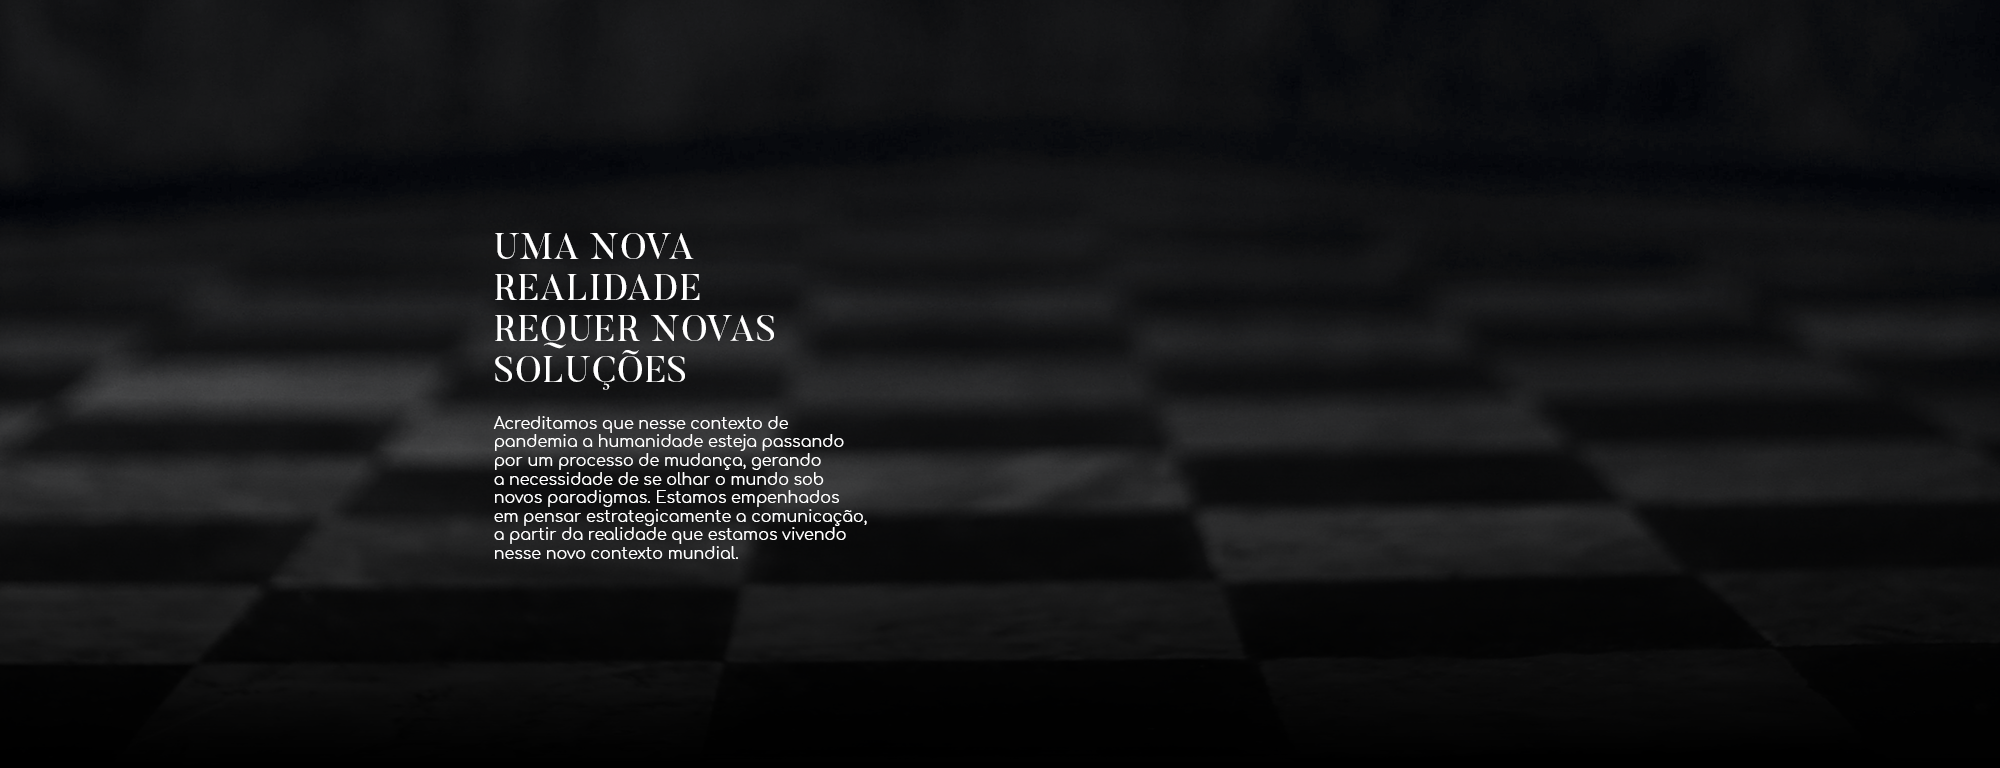 UMA NOVA
REALIDADE
REQUER NOVAS
SOLUÇÕES
Acreditamos que nesse contexto de
pandemia a humanidade esteja passando
por um processo de mudança, gerando
a necessidade de se olhar o mundo sob
novos paradigmas. Estamos empenhados
em pensar estrategicamente a comunicação,
a partir da realidade que estamos vivendo
nesse novo contexto mundial.